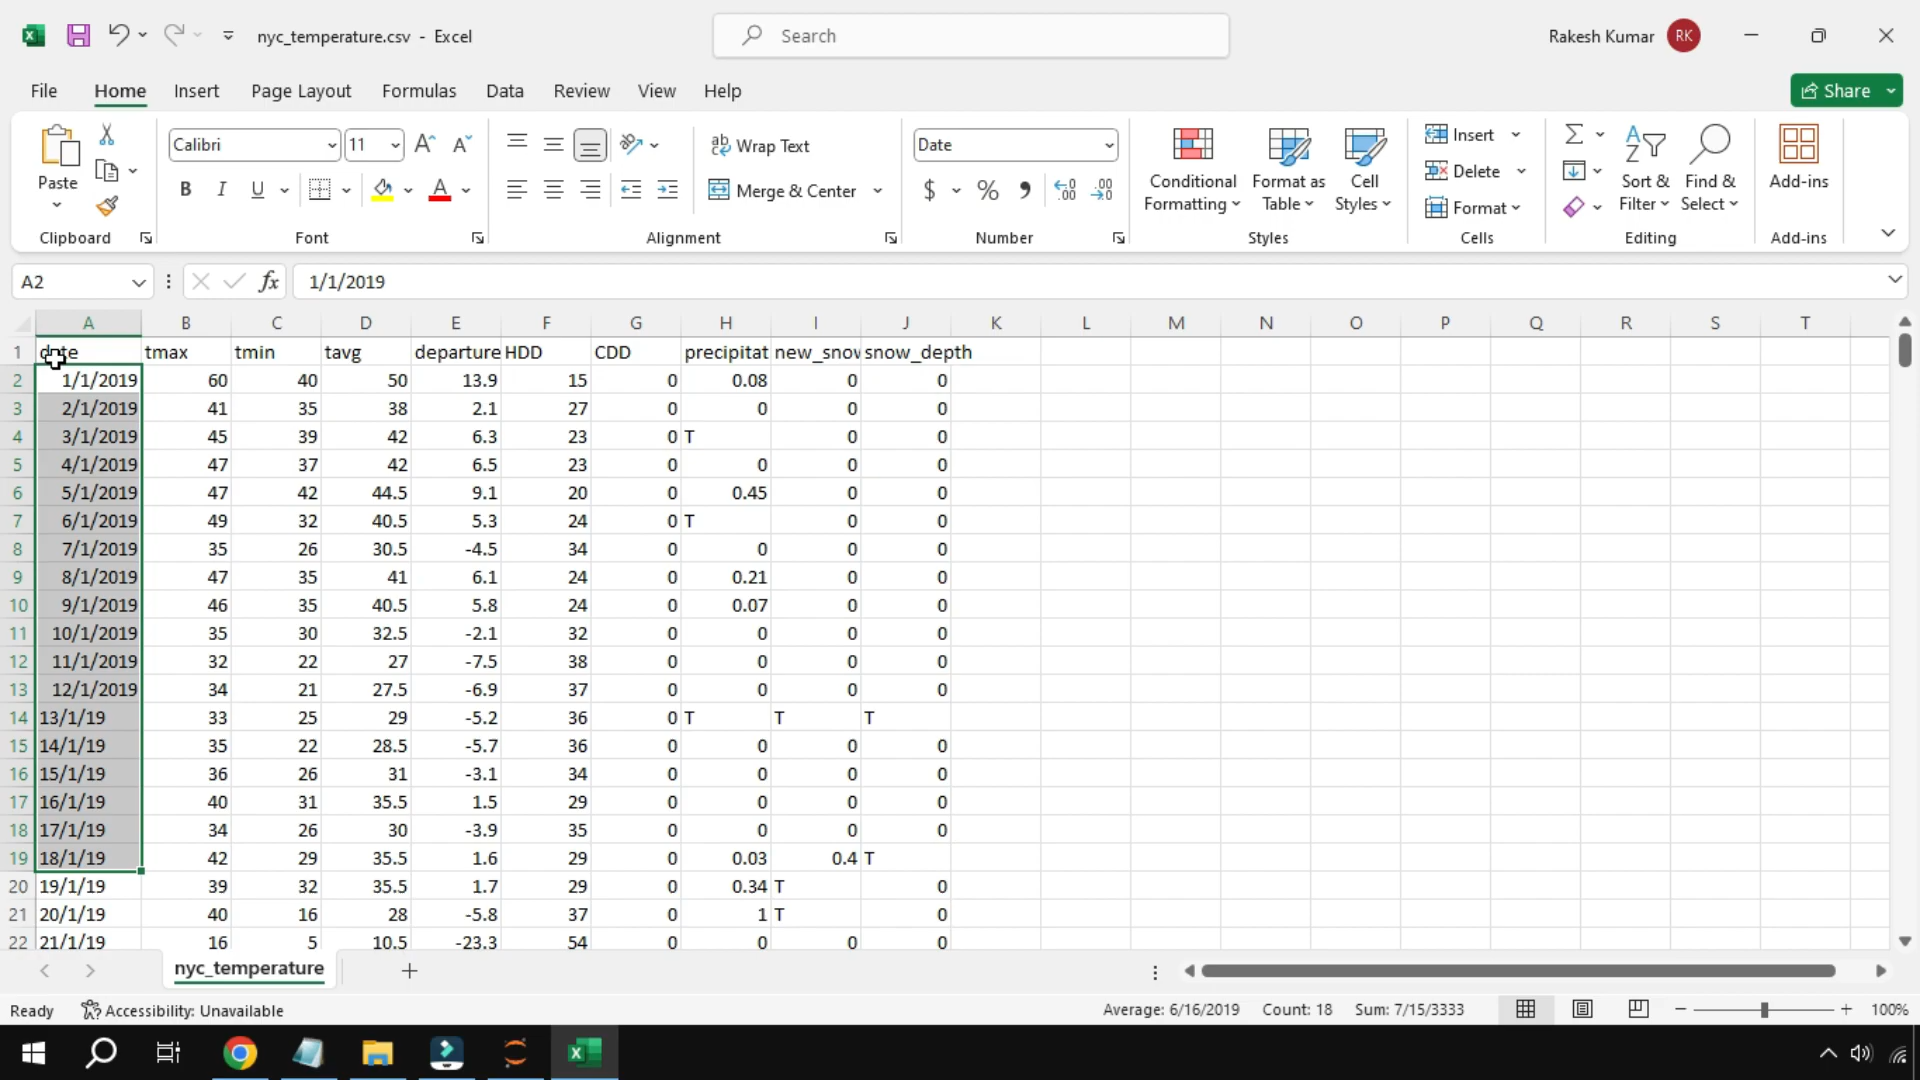 nyc_temperature.csv - Excel
Search
Rakesh Kumar RK
File Home Insert Page Layout Formulas Data Review View Help
Share
Paste
Clipboard
Calibri 11
B I U
Font
Wrap Text
Merge & Center
Alignment
Date
$ % ,
Number
Conditional Formatting
Format as Table
Cell Styles
Styles
Insert
Delete
Format
Cells
Sort & Filter
Find & Select
Editing
Add-ins
Add-ins
A2 fx 1/1/2019
A B C D E F G H I J K L M N O P Q R S T
1 date tmax tmin tavg departure HDD CDD precipitat new_snow snow_depth
2 1/1/2019 60 40 50 13.9 15 0 0.08 0 0
3 2/1/2019 41 35 38 2.1 27 0 0 0 0
4 3/1/2019 45 39 42 6.3 23 0 T 0 0
5 4/1/2019 47 37 42 6.5 23 0 0 0 0
6 5/1/2019 47 42 44.5 9.1 20 0 0.45 0 0
7 6/1/2019 49 32 40.5 5.3 24 0 T 0 0
8 7/1/2019 35 26 30.5 -4.5 34 0 0 0 0
9 8/1/2019 47 35 41 6.1 24 0 0.21 0 0
10 9/1/2019 46 35 40.5 5.8 24 0 0.07 0 0
11 10/1/2019 35 30 32.5 -2.1 32 0 0 0 0
12 11/1/2019 32 22 27 -7.5 38 0 0 0 0
13 12/1/2019 34 21 27.5 -6.9 37 0 0 0 0
14 13/1/19 33 25 29 -5.2 36 0 T T T
15 14/1/19 35 22 28.5 -5.7 36 0 0 0 0
16 15/1/19 36 26 31 -3.1 34 0 0 0 0
17 16/1/19 40 31 35.5 1.5 29 0 0 0 0
18 17/1/19 34 26 30 -3.9 35 0 0 0 0
19 18/1/19 42 29 35.5 1.6 29 0 0.03 0.4 T
20 19/1/19 39 32 35.5 1.7 29 0 0.34 T 0
21 20/1/19 40 16 28 -5.8 37 0 1 T 0
22 21/1/19 16 5 10.5 -23.3 54 0 0 0 0
nyc_temperature
Ready Accessibility: Unavailable Average: 6/16/2019 Count: 18 Sum: 7/15/3333 100%